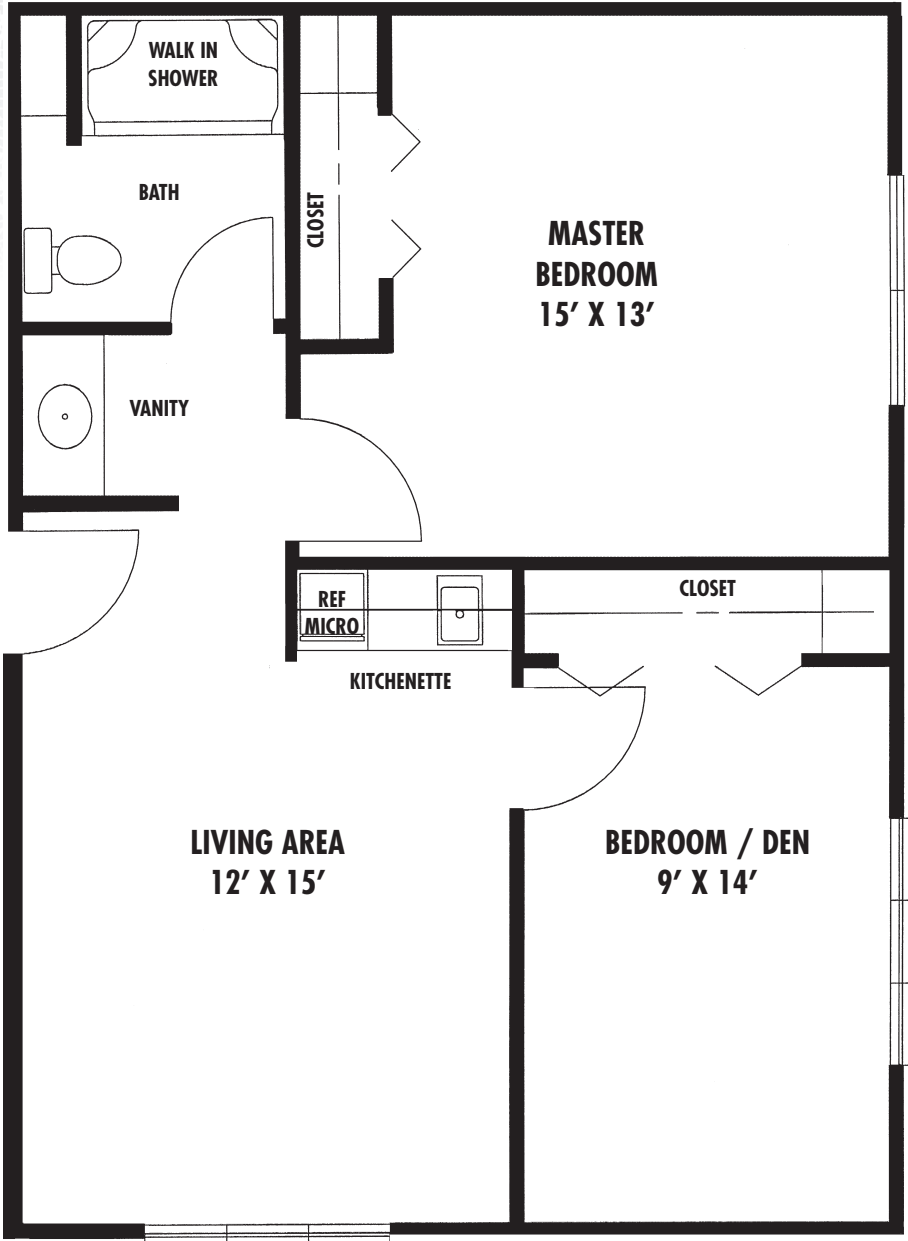 WALK IN
SHOWER
BATH
CLOSET
MASTER
BEDROOM
15′ X 13′
VANITY
REF
MICRO
CLOSET
KITCHENETTE
LIVING AREA
12′ X 15′
BEDROOM / DEN
9′ X 14′